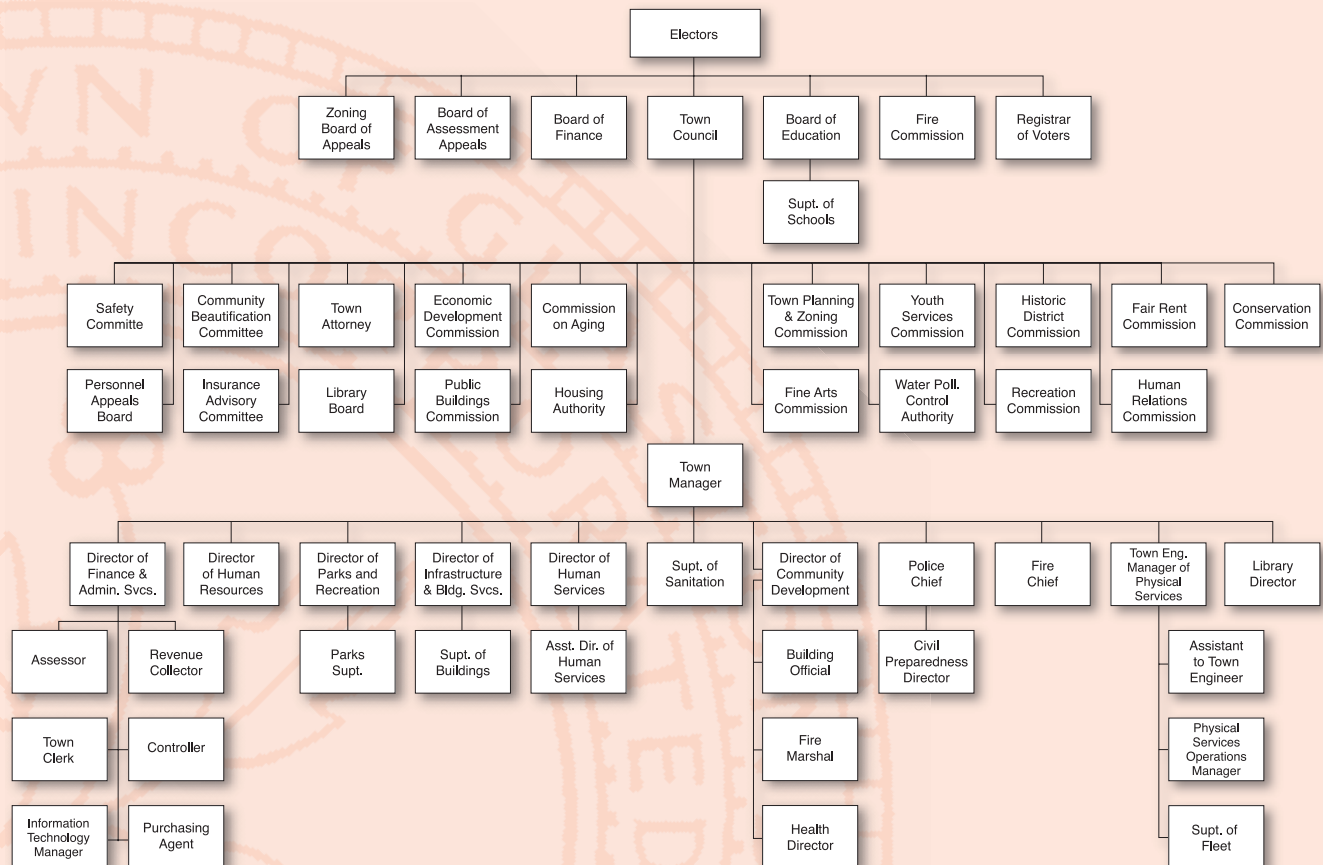 Electors
Zoning
Board of
Appeals
Board of
Assessment
Appeals
Board of
Finance
Town
Council
Board of
Education
Fire
Commission
Registrar
of Voters
Supt. of
Schools
Safety
Committe
Community
Beautification
Committee
Town
Attorney
Economic
Development
Commission
Commission
on Aging
Town Planning
& Zoning
Commission
Youth
Services
Commission
Historic
District
Commission
Fair Rent
Commission
Conservation
Commission
Personnel
Appeals
Board
Insurance
Advisory
Committee
Library
Board
Public
Buildings
Commission
Housing
Authority
Fine Arts
Commission
Water Poll.
Control
Authority
Recreation
Commission
Human
Relations
Commission
Town
Manager
Director of
Finance &
Admin. Svcs.
Director
of Human
Resources
Director of
Parks and
Recreation
Director of
Infrastructure
& Bldg. Svcs.
Director of
Human
Services
Supt. of
Sanitation
Director of
Community
Development
Police
Chief
Fire
Chief
Town Eng.
Manager of
Physical
Services
Library
Director
Assessor
Revenue
Collector
Parks
Supt.
Supt. of
Buildings
Asst. Dir. of
Human
Services
Building
Official
Civil
Preparedness
Director
Assistant
to Town
Engineer
Town
Clerk
Controller
Fire
Marshal
Physical
Services
Operations
Manager
Information
Technology
Manager
Purchasing
Agent
Health
Director
Supt. of
Fleet